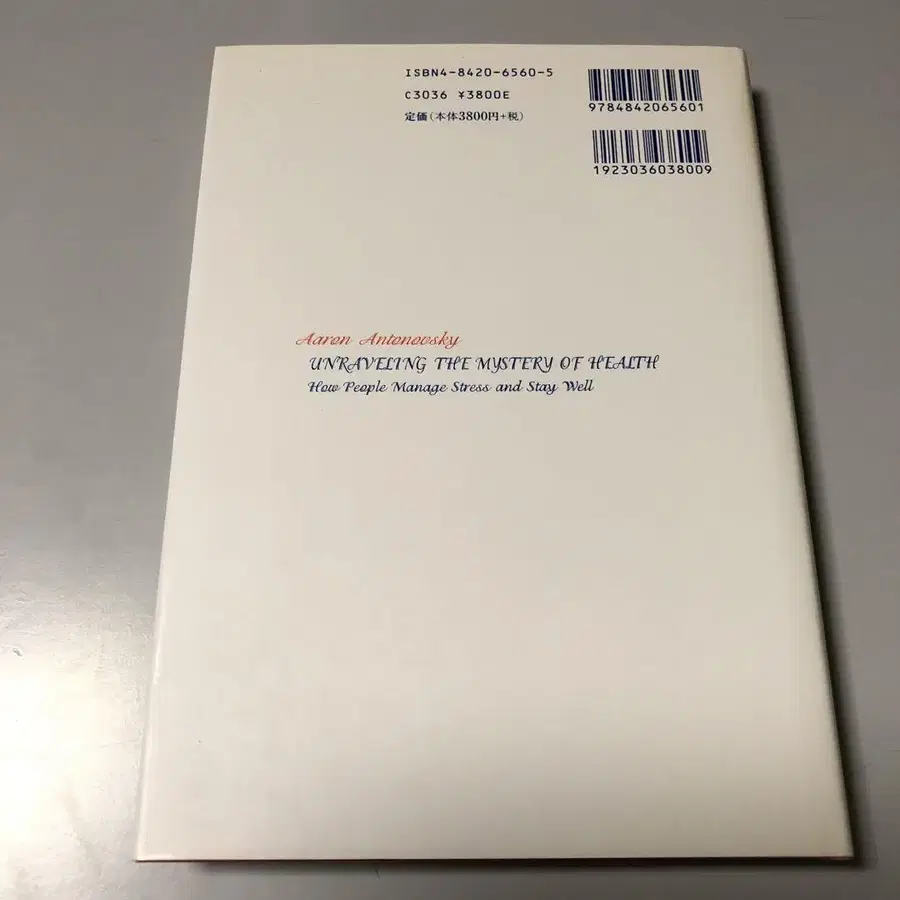 ISBN4-8420-6560-5
C3036 ¥3800E
定価(本体3800円+税)
9784842065601
1923036038009
Aaron Antonovsky
UNRAVELING THE MYSTERY OF HEALTH
How People Manage Stress and Stay Well